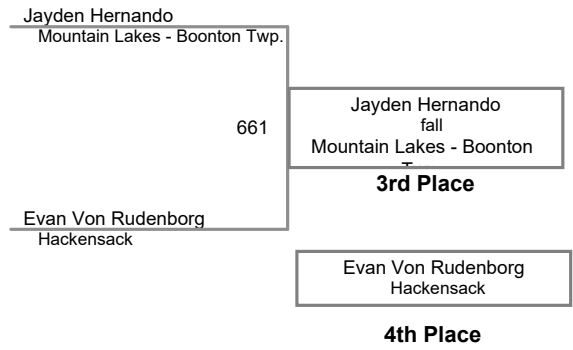 Jayden Hernando
Mountain Lakes - Boonton Twp.
661
Jayden Hernando
fall
Mountain Lakes - Boonton
3rd Place
Evan Von Rudenborg
Hackensack
Evan Von Rudenborg
Hackensack
4th Place